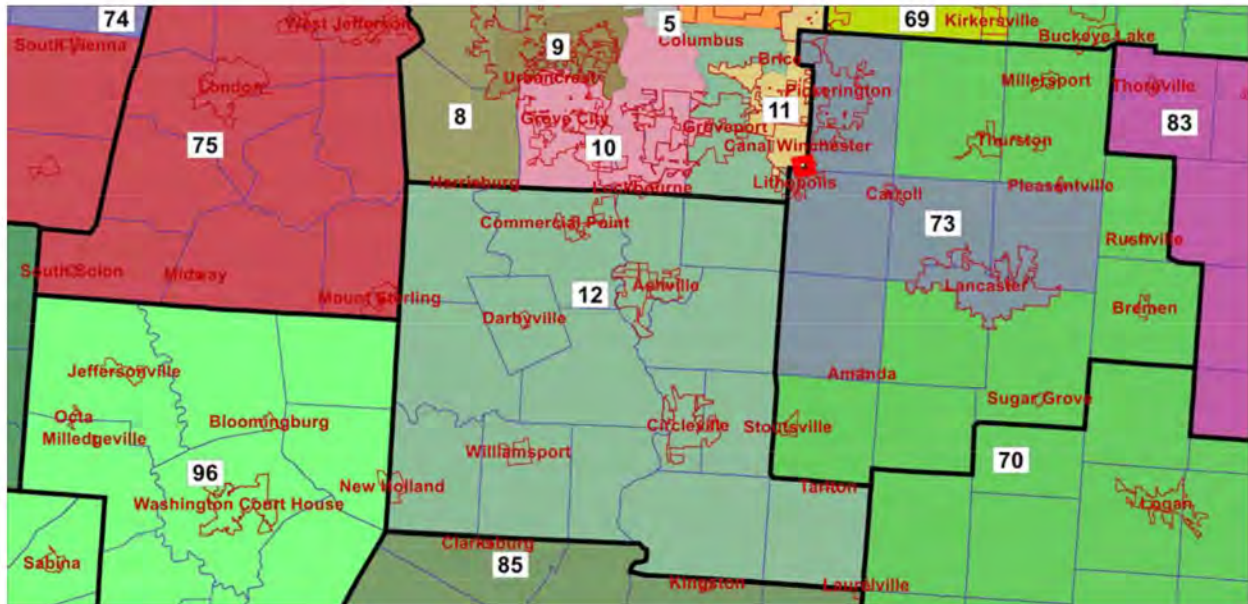 74
5
69
Kirkersville
West Jefferson
South Vienna
9
Columbus
Buckeye Lake
Brice
Urbancrest
Millersport
London
Pickerington
Thornville
8
11
83
Grove City
Groveport
75
10
Canal Winchester
Thurston
Harrisburg
Lockbourne
Lithopolis
Carroll
Pleasantville
Commercial Point
73
Rushville
South Solon
Midway
Mount Sterling
12
Ashville
Lancaster
Darbyville
Bremen
Jeffersonville
Amanda
Sugar Grove
Octa
Bloomingburg
Milledgeville
Circleville
Stoutsville
Williamsport
70
96
New Holland
Tarlton
Washington Court House
Logan
Clarksburg
Sabina
85
Kingston
Laurelville